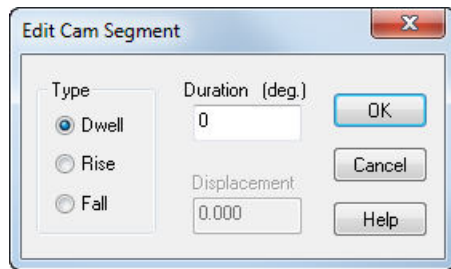 Edit Cam Segment
X
Type
Dwell
Rise
Fall
Duration (deg.)
0
Displacement
0.000
OK
Cancel
Help